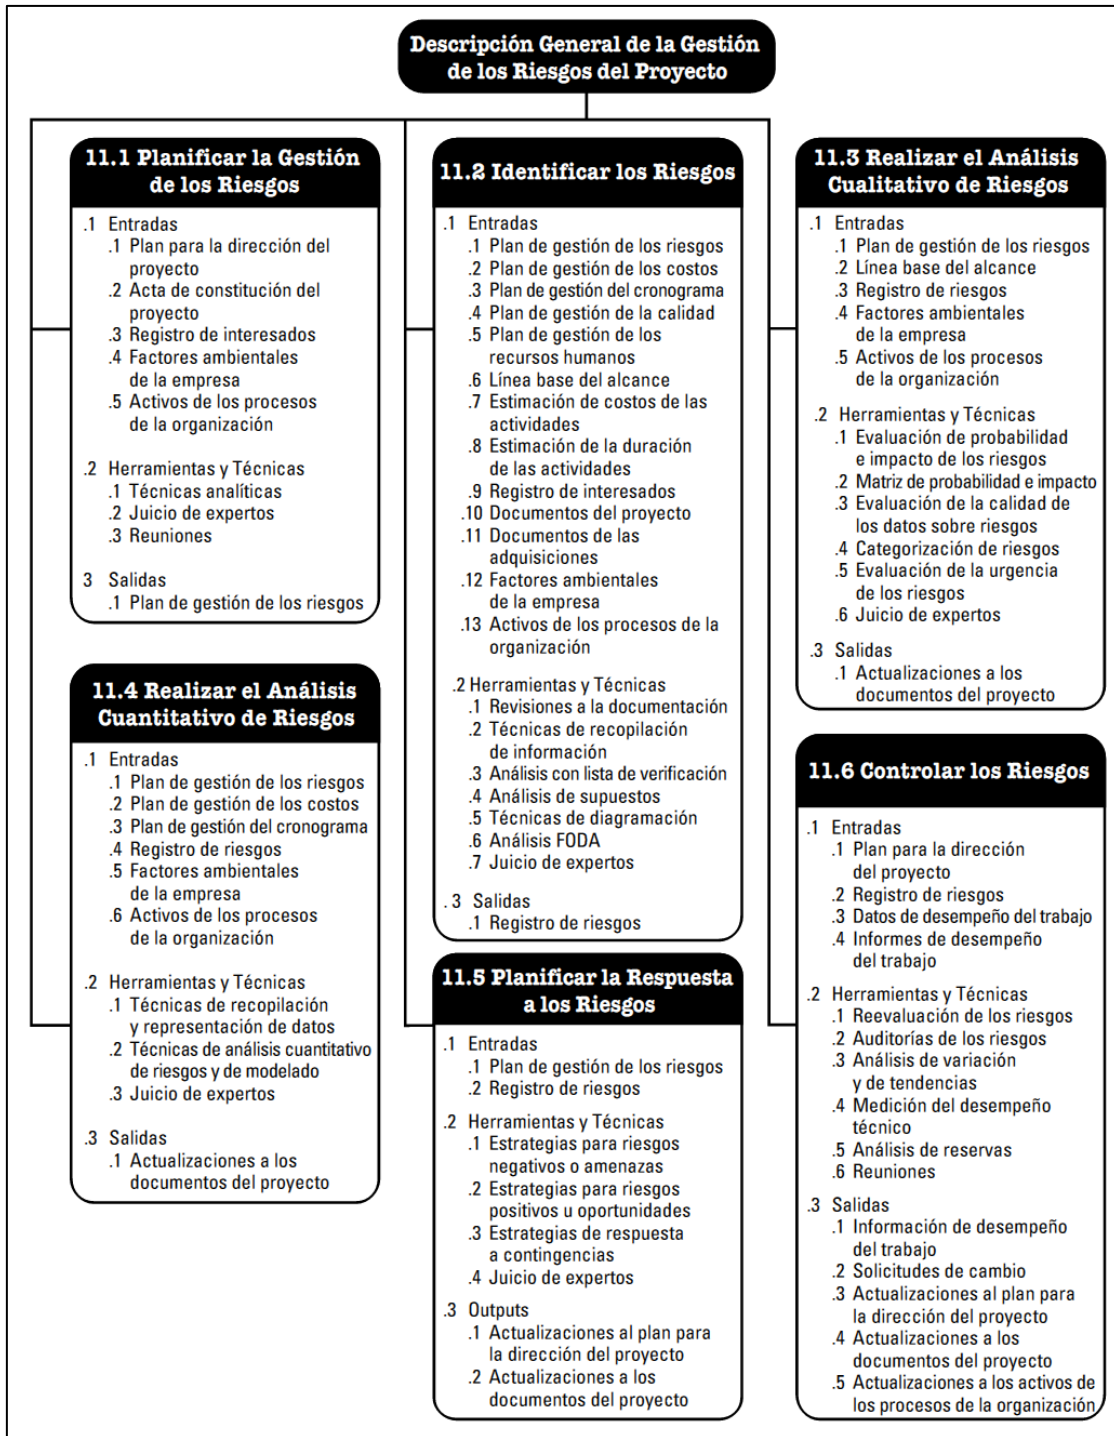 Descripción General de la Gestión
de los Riesgos del Proyecto
11.1 Planificar la Gestión
de los Riesgos
.1 Entradas
.1 Plan para la dirección del
proyecto
.2 Acta de constitución del
proyecto
.3 Registro de interesados
.4 Factores ambientales
de la empresa
.5 Activos de los procesos
de la organización
.2 Herramientas y Técnicas
.1 Técnicas analíticas
.2 Juicio de expertos
.3 Reuniones
3 Salidas
.1 Plan de gestión de los riesgos
11.2 Identificar los Riesgos
.1 Entradas
.1 Plan de gestión de los riesgos
.2 Plan de gestión de los costos
.3 Plan de gestión del cronograma
.4 Plan de gestión de la calidad
.5 Plan de gestión de los
recursos humanos
.6 Línea base del alcance
.7 Estimación de costos de las
actividades
.8 Estimación de la duración
de las actividades
.9 Registro de interesados
.10 Documentos del proyecto
.11 Documentos de las
adquisiciones
.12 Factores ambientales
de la empresa
.13 Activos de los procesos de la
organización
.2 Herramientas y Técnicas
.1 Revisiones a la documentación
.2 Técnicas de recopilación
de información
.3 Análisis con lista de verificación
.4 Análisis de supuestos
.5 Técnicas de diagramación
.6 Análisis FODA
.7 Juicio de expertos
. 3 Salidas
.1 Registro de riesgos
11.3 Realizar el Análisis
Cualitativo de Riesgos
.1 Entradas
.1 Plan de gestión de los riesgos
.2 Línea base del alcance
.3 Registro de riesgos
.4 Factores ambientales
de la empresa
.5 Activos de los procesos
de la organización
.2 Herramientas y Técnicas
.1 Evaluación de probabilidad
e impacto de los riesgos
.2 Matriz de probabilidad e impacto
.3 Evaluación de la calidad de
los datos sobre riesgos
.4 Categorización de riesgos
.5 Evaluación de la urgencia
de los riesgos
.6 Juicio de expertos
.3 Salidas
.1 Actualizaciones a los
documentos del proyecto
11.4 Realizar el Análisis
Cuantitativo de Riesgos
.1 Entradas
.1 Plan de gestión de los riesgos
.2 Plan de gestión de los costos
.3 Plan de gestión del cronograma
.4 Registro de riesgos
.5 Factores ambientales
de la empresa
.6 Activos de los procesos
de la organización
.2 Herramientas y Técnicas
.1 Técnicas de recopilación
y representación de datos
.2 Técnicas de análisis cuantitativo
de riesgos y de modelado
.3 Juicio de expertos
.3 Salidas
.1 Actualizaciones a los
documentos del proyecto
11.5 Planificar la Respuesta
a los Riesgos
.1 Entradas
.1 Plan de gestión de los riesgos
.2 Registro de riesgos
.2 Herramientas y Técnicas
.1 Estrategias para riesgos
negativos o amenazas
.2 Estrategias para riesgos
positivos u oportunidades
.3 Estrategias de respuesta
a contingencias
.4 Juicio de expertos
.3 Outputs
.1 Actualizaciones al plan para
la dirección del proyecto
.2 Actualizaciones a los
documentos del proyecto
11.6 Controlar los Riesgos
.1 Entradas
.1 Plan para la dirección
del proyecto
.2 Registro de riesgos
.3 Datos de desempeño del trabajo
.4 Informes de desempeño
del trabajo
.2 Herramientas y Técnicas
.1 Reevaluación de los riesgos
.2 Auditorías de los riesgos
.3 Análisis de variación
y de tendencias
.4 Medición del desempeño
técnico
.5 Análisis de reservas
.6 Reuniones
.3 Salidas
.1 Información de desempeño
del trabajo
.2 Solicitudes de cambio
.3 Actualizaciones al plan para
la dirección del proyecto
.4 Actualizaciones a los
documentos del proyecto
.5 Actualizaciones a los activos de
los procesos de la organización